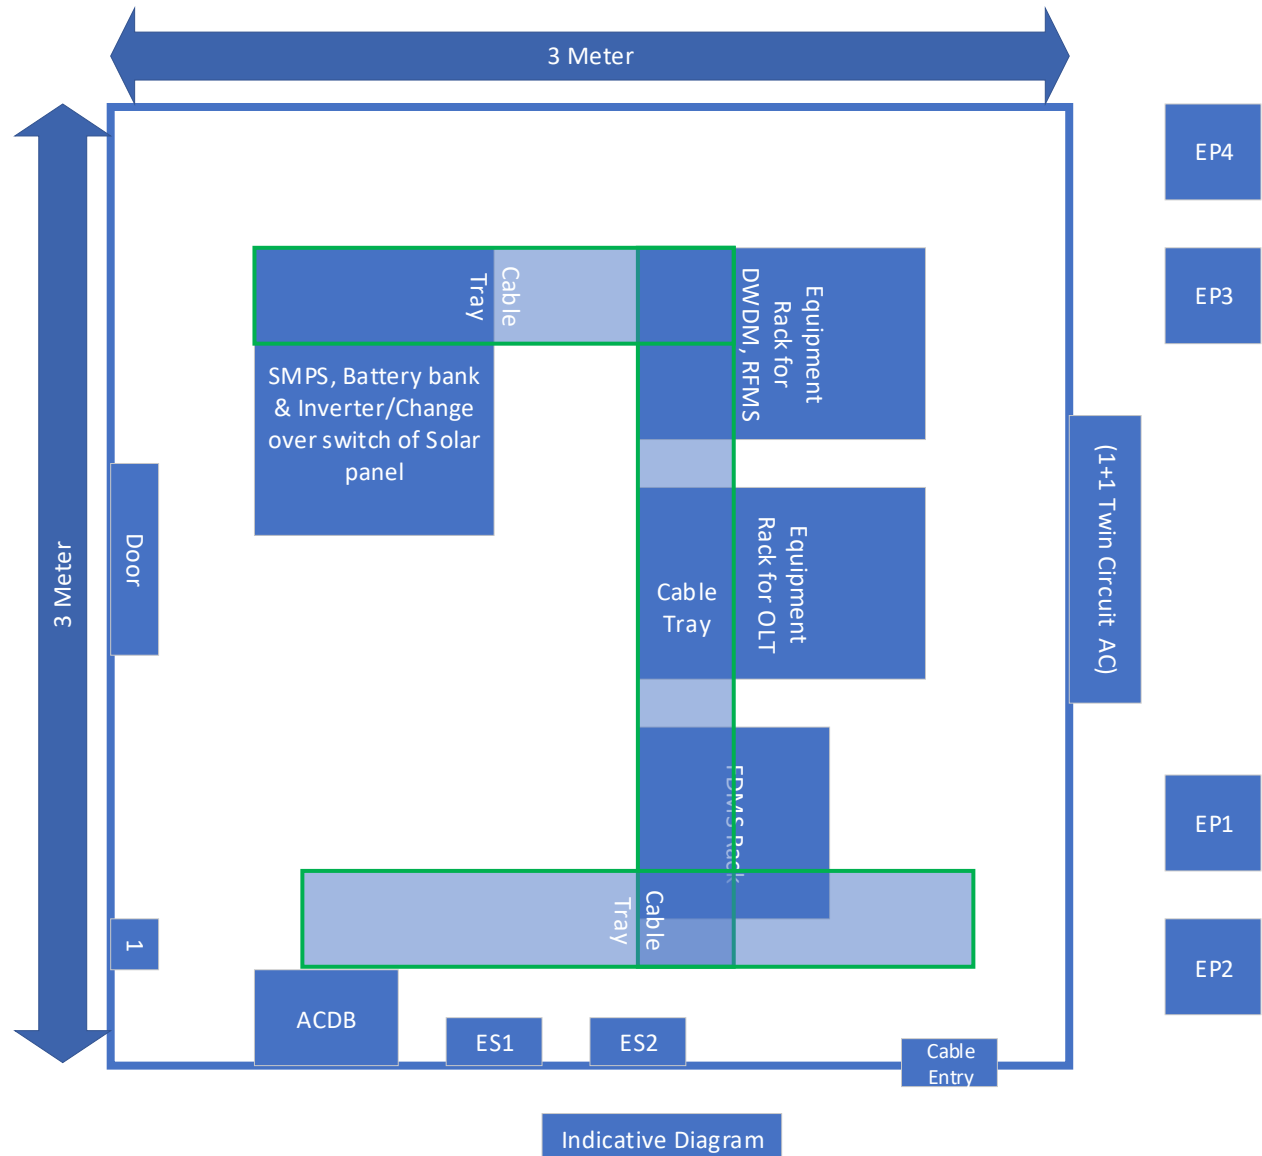 3 Meter
EP4
EP3
Cable
Tray
Equipment
Rack for
DWDM, RFMS
SMPS, Battery bank
& Inverter/Change
over switch of Solar
panel
(1+1 Twin Circuit AC)
Door
3 Meter
Equipment
Rack for OLT
Cable
Tray
FDMS Rack
EP1
Cable
Tray
1
EP2
ACDB
ES1
ES2
Cable
Entry
Indicative Diagram